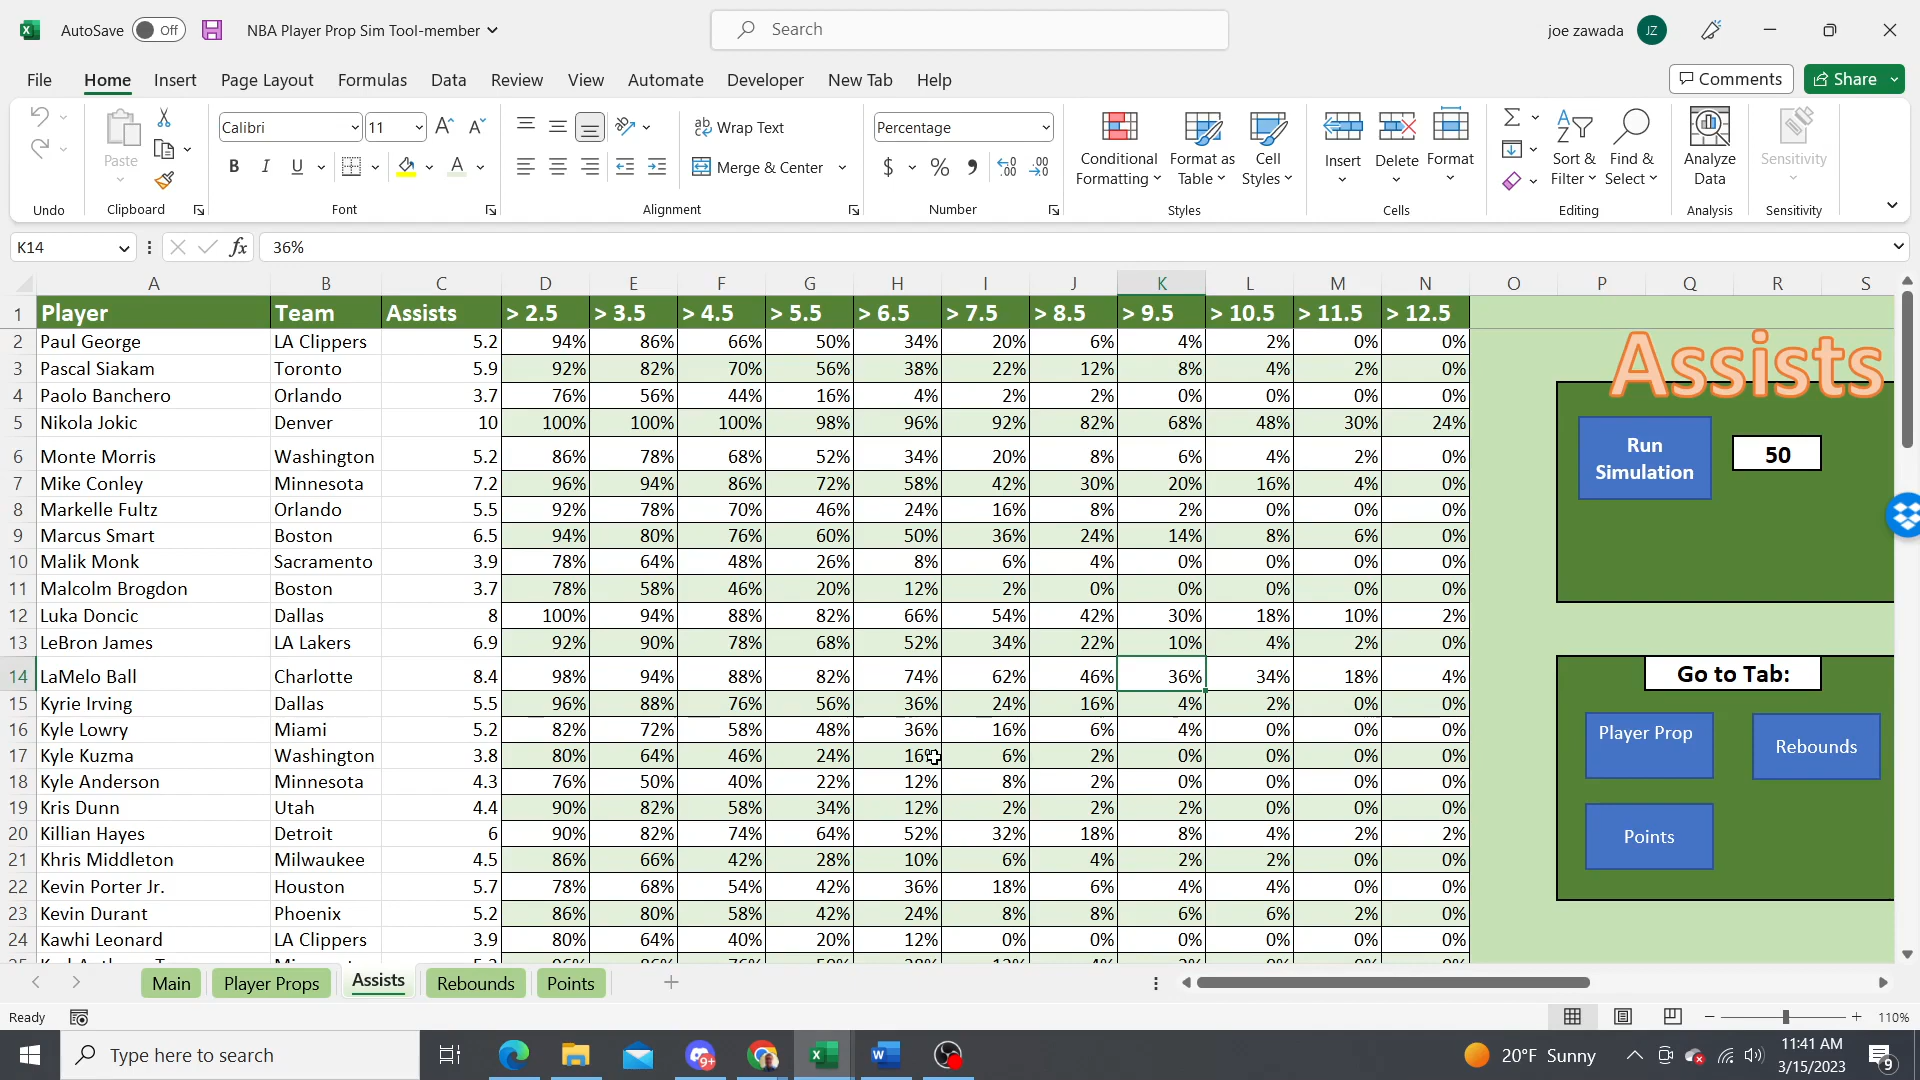 AutoSave Off NBA Player Prop Sim Tool-member Search joe zawada JZ
File Home Insert Page Layout Formulas Data Review View Automate Developer New Tab Help Comments Share
Calibri 11 Wrap Text Percentage
Paste B I U Merge & Center $ % Conditional Formatting Format as Table Cell Styles Insert Delete Format Sort & Filter Find & Select Analyze Data Sensitivity
Undo Clipboard Font Alignment Number Styles Cells Editing Analysis Sensitivity
K14 fx 36%
A B C D E F G H I J K L M N O P Q R S
1 Player Team Assists > 2.5 > 3.5 > 4.5 > 5.5 > 6.5 > 7.5 > 8.5 > 9.5 > 10.5 > 11.5 > 12.5
2 Paul George LA Clippers 5.2 94% 86% 66% 50% 34% 20% 6% 4% 2% 0% 0%
3 Pascal Siakam Toronto 5.9 92% 82% 70% 56% 38% 22% 12% 8% 4% 2% 0%
4 Paolo Banchero Orlando 3.7 76% 56% 44% 16% 4% 2% 2% 0% 0% 0% 0%
5 Nikola Jokic Denver 10 100% 100% 100% 98% 96% 92% 82% 68% 48% 30% 24%
6 Monte Morris Washington 5.2 86% 78% 68% 52% 34% 20% 8% 6% 4% 2% 0%
7 Mike Conley Minnesota 7.2 96% 94% 86% 72% 58% 42% 30% 20% 16% 4% 0%
8 Markelle Fultz Orlando 5.5 92% 78% 70% 46% 24% 16% 8% 2% 0% 0% 0%
9 Marcus Smart Boston 6.5 94% 80% 76% 60% 50% 36% 24% 14% 8% 6% 0%
10 Malik Monk Sacramento 3.9 78% 64% 48% 26% 8% 6% 4% 0% 0% 0% 0%
11 Malcolm Brogdon Boston 3.7 78% 58% 46% 20% 12% 2% 0% 0% 0% 0% 0%
12 Luka Doncic Dallas 8 100% 94% 88% 82% 66% 54% 42% 30% 18% 10% 2%
13 LeBron James LA Lakers 6.9 92% 90% 78% 68% 52% 34% 22% 10% 4% 2% 0%
14 LaMelo Ball Charlotte 8.4 98% 94% 88% 82% 74% 62% 46% 36% 34% 18% 4%
15 Kyrie Irving Dallas 5.5 96% 88% 76% 56% 36% 24% 16% 4% 2% 0% 0%
16 Kyle Lowry Miami 5.2 82% 72% 58% 48% 36% 16% 6% 4% 0% 0% 0%
17 Kyle Kuzma Washington 3.8 80% 64% 46% 24% 16% 6% 2% 0% 0% 0% 0%
18 Kyle Anderson Minnesota 4.3 76% 50% 40% 22% 12% 8% 2% 0% 0% 0% 0%
19 Kris Dunn Utah 4.4 90% 82% 58% 34% 12% 2% 2% 2% 0% 0% 0%
20 Killian Hayes Detroit 6 90% 82% 74% 64% 52% 32% 18% 8% 4% 2% 2%
21 Khris Middleton Milwaukee 4.5 86% 66% 42% 28% 10% 6% 4% 2% 2% 0% 0%
22 Kevin Porter Jr. Houston 5.7 78% 68% 54% 42% 36% 18% 6% 4% 4% 0% 0%
23 Kevin Durant Phoenix 5.2 86% 80% 58% 42% 24% 8% 8% 6% 6% 2% 0%
24 Kawhi Leonard LA Clippers 3.9 80% 64% 40% 20% 12% 0% 0% 0% 0% 0% 0%
Assists
Run Simulation
50
Go to Tab:
Player Prop
Rebounds
Points
Main Player Props Assists Rebounds Points
Ready 110%
Type here to search 9+ 20°F Sunny 11:41 AM
3/15/2023 9